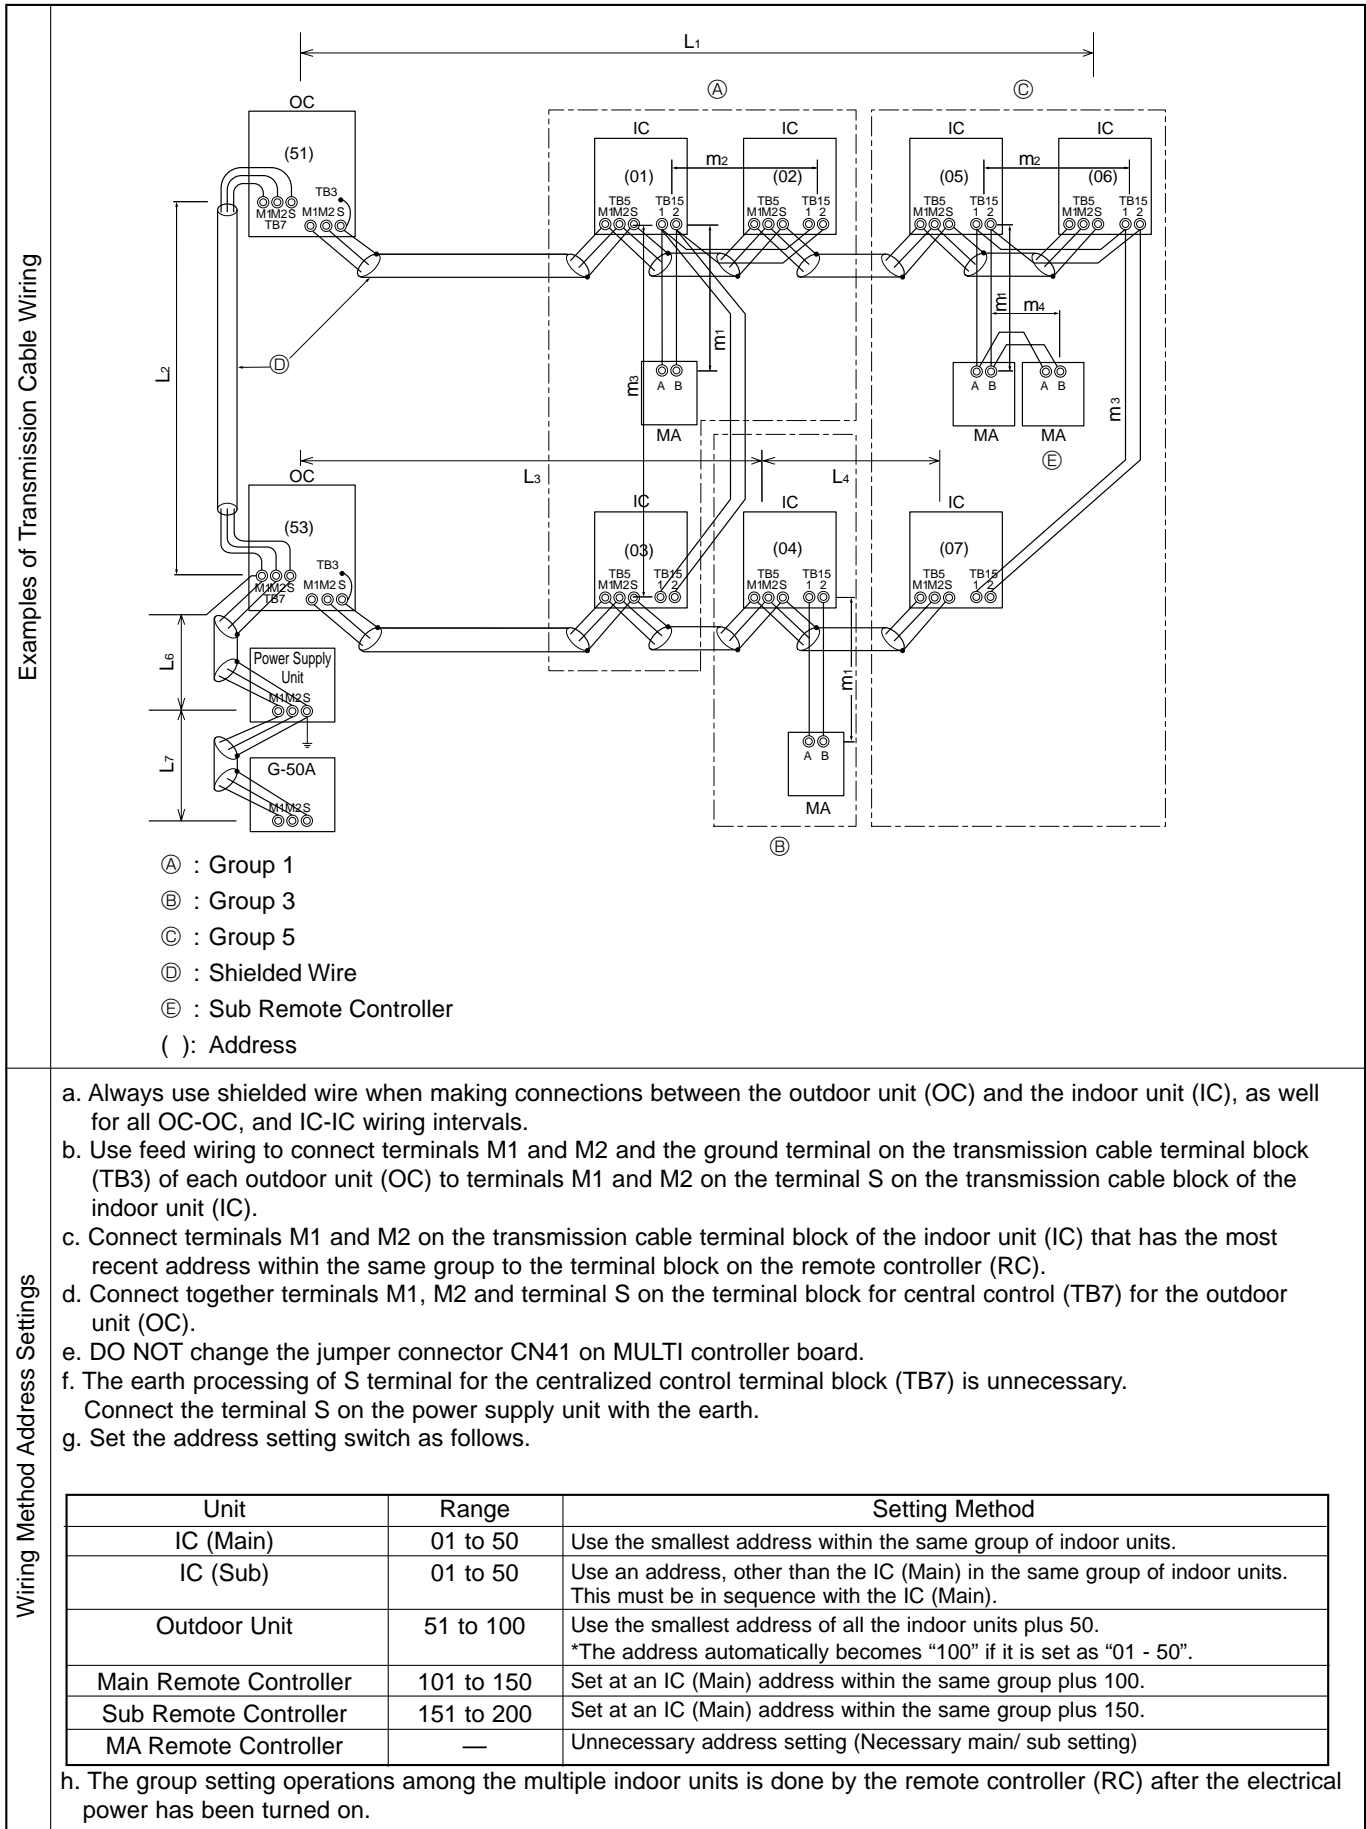 Examples of Transmission Cable Wiring
L1
Ⓐ
Ⓒ
OC
IC
IC
IC
IC
(51)
(01)
m2
(02)
(05)
m2
(06)
TB3
M1M2S
TB7
M1M2 S
TB5
M1M2S
TB15
1 2
TB5
M1M2S
TB15
1 2
TB5
M1M2S
TB15
1 2
TB5
M1M2S
TB15
1 2
L2
Ⓓ
m3
m1
m1
m4
m3
A B
MA
A B
MA
A B
MA
Ⓔ
L3
L4
OC
IC
IC
IC
(53)
(03)
(04)
(07)
TB3
M1M2S
TB7
M1M2 S
TB5
M1M2S
TB15
1 2
TB5
M1M2S
TB15
1 2
TB5
M1M2S
TB15
1 2
L6
Power Supply
Unit
M1M2S
m1
L7
G-50A
M1M2S
A B
MA
Ⓑ
Ⓐ : Group 1
Ⓑ : Group 3
Ⓒ : Group 5
Ⓓ : Shielded Wire
Ⓔ : Sub Remote Controller
( ): Address
Wiring Method Address Settings
a. Always use shielded wire when making connections between the outdoor unit (OC) and the indoor unit (IC), as well
for all OC-OC, and IC-IC wiring intervals.
b. Use feed wiring to connect terminals M1 and M2 and the ground terminal on the transmission cable terminal block
(TB3) of each outdoor unit (OC) to terminals M1 and M2 on the terminal S on the transmission cable block of the
indoor unit (IC).
c. Connect terminals M1 and M2 on the transmission cable terminal block of the indoor unit (IC) that has the most
recent address within the same group to the terminal block on the remote controller (RC).
d. Connect together terminals M1, M2 and terminal S on the terminal block for central control (TB7) for the outdoor
unit (OC).
e. DO NOT change the jumper connector CN41 on MULTI controller board.
f. The earth processing of S terminal for the centralized control terminal block (TB7) is unnecessary.
Connect the terminal S on the power supply unit with the earth.
g. Set the address setting switch as follows.
Unit Range Setting Method
IC (Main) 01 to 50 Use the smallest address within the same group of indoor units.
IC (Sub) 01 to 50 Use an address, other than the IC (Main) in the same group of indoor units.
This must be in sequence with the IC (Main).
Outdoor Unit 51 to 100 Use the smallest address of all the indoor units plus 50.
*The address automatically becomes “100” if it is set as “01 - 50”.
Main Remote Controller 101 to 150 Set at an IC (Main) address within the same group plus 100.
Sub Remote Controller 151 to 200 Set at an IC (Main) address within the same group plus 150.
MA Remote Controller — Unnecessary address setting (Necessary main/ sub setting)
h. The group setting operations among the multiple indoor units is done by the remote controller (RC) after the electrical
power has been turned on.